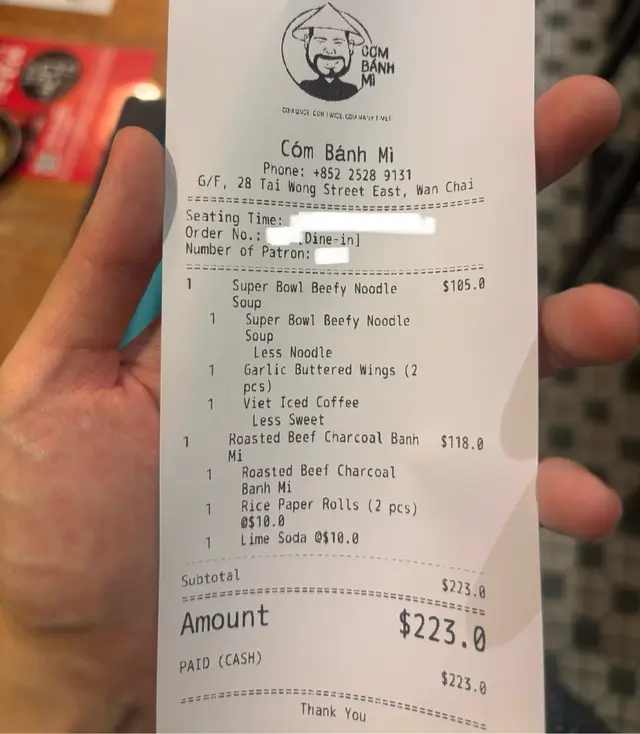 CƠM
BÁNH
MÌ
Cóm Bánh Mì
Phone: +852 2528 9131
G/F, 28 Tai Wong Street East, Wan Chai
Seating Time:
Order No.: [Dine-in]
Number of Patron:
1 Super Bowl Beefy Noodle $105.0
Soup
1 Super Bowl Beefy Noodle
Soup
Less Noodle
1 Garlic Buttered Wings (2
pcs)
1 Viet Iced Coffee
Less Sweet
1 Roasted Beef Charcoal Banh $118.0
Mi
1 Roasted Beef Charcoal
Banh Mi
1 Rice Paper Rolls (2 pcs)
@$10.0
1 Lime Soda @$10.0
Subtotal $223.0
Amount $223.0
PAID (CASH) $223.0
Thank You